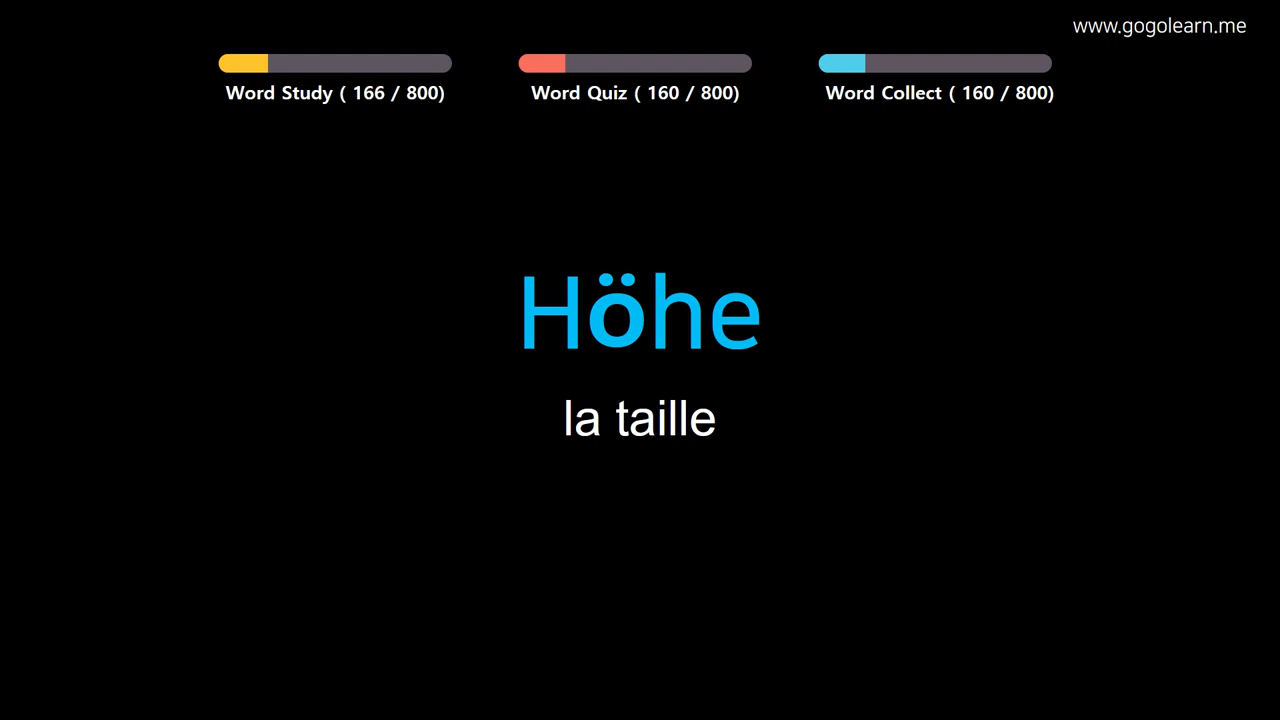 www.gogolearn.me
Word Study ( 166 / 800)
Word Quiz ( 160 / 800)
Word Collect ( 160 / 800)
Höhe
la taille